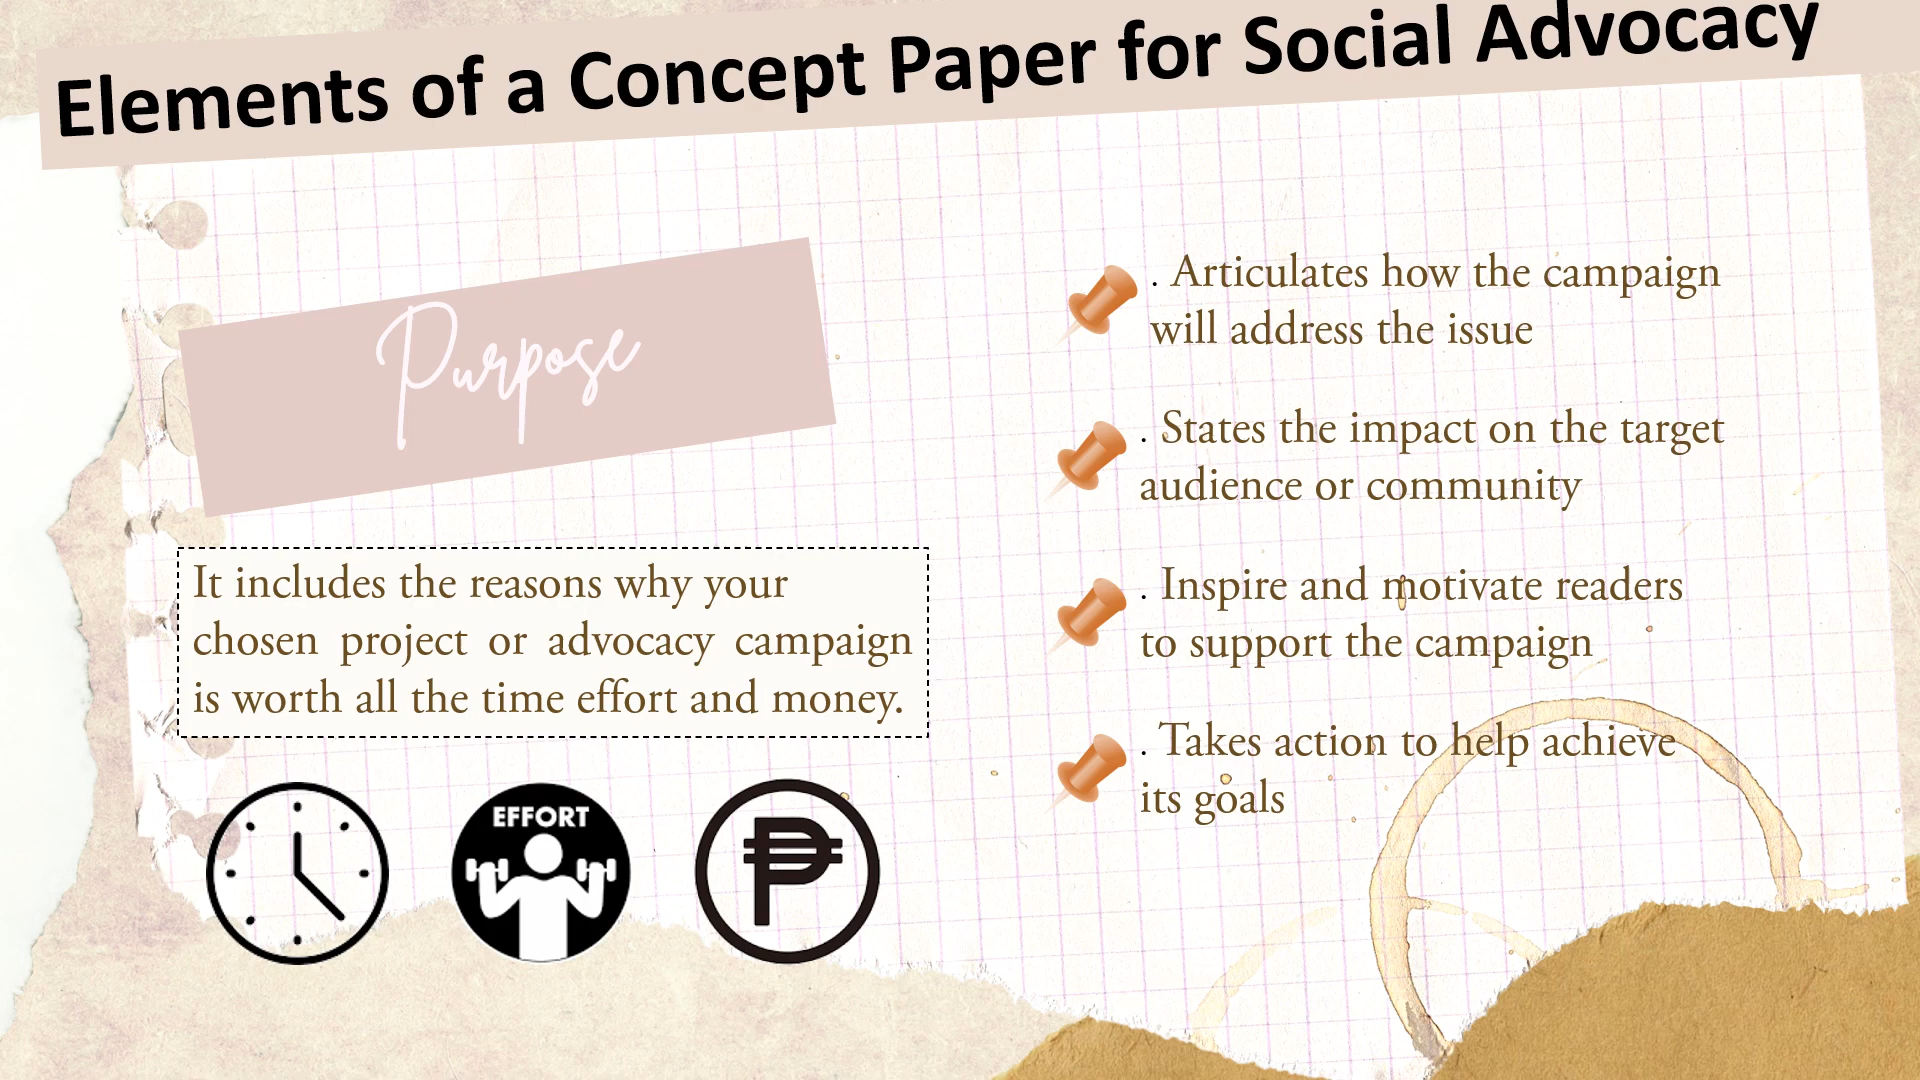 Elements of a Concept Paper for Social Advocacy
Purpose
It includes the reasons why your
chosen project or advocacy campaign
is worth all the time effort and money.
EFFORT
₱
. Articulates how the campaign
will address the issue
. States the impact on the target
audience or community
. Inspire and motivate readers
to support the campaign
. Takes action to help achieve
its goals